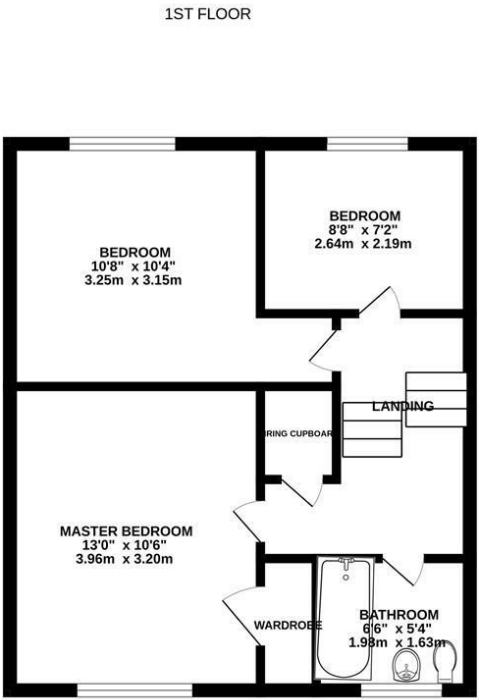 1ST FLOOR
BEDROOM
8'8" x 7'2"
2.64m x 2.19m
BEDROOM
10'8" x 10'4"
3.25m x 3.15m
LANDING
IRING CUPBOAR
MASTER BEDROOM
13'0" x 10'6"
3.96m x 3.20m
WARDROBE
BATHROOM
6'6" x 5'4"
1.98m x 1.63m